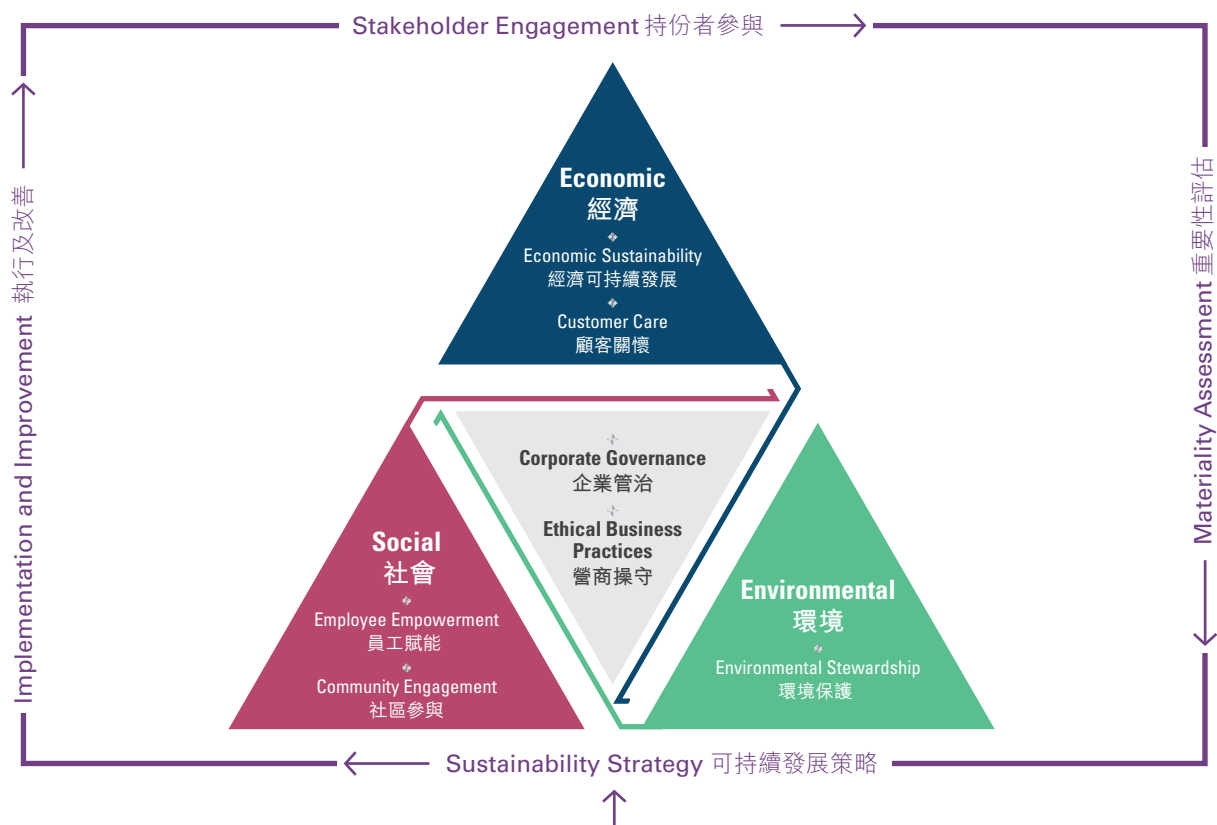 Stakeholder Engagement 持份者參與
Economic
經濟
Economic Sustainability
經濟可持續發展
Customer Care
顧客關懷
Materiality Assessment 重要性評估
Implementation and Improvement 執行及改善
Corporate Governance
企業管治
Ethical Business
Practices
營商操守
Social
社會
Employee Empowerment
員工賦能
Community Engagement
社區參與
Environmental
環境
Environmental Stewardship
環境保護
Sustainability Strategy 可持續發展策略